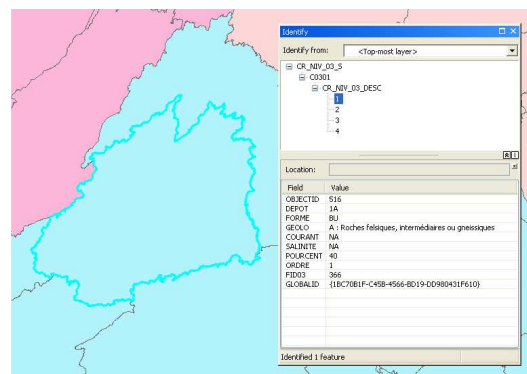 Identify
Identify from: <Top-most layer>
CR_NIV_03_S
C0301
CR_NIV_03_DESC
1
2
3
4
Location:
Field Value
OBJECTID 516
DEPOT 1A
FORME BU
GEOLO A : Roches felsiques, intermédiaires ou gneissiques
COURANT NA
SALINITE NA
POURCENT 40
ORDRE 1
FID03 366
GLOBALID {1BC70B1F-C45B-4566-BD19-DD980431F610}
Identified 1 feature